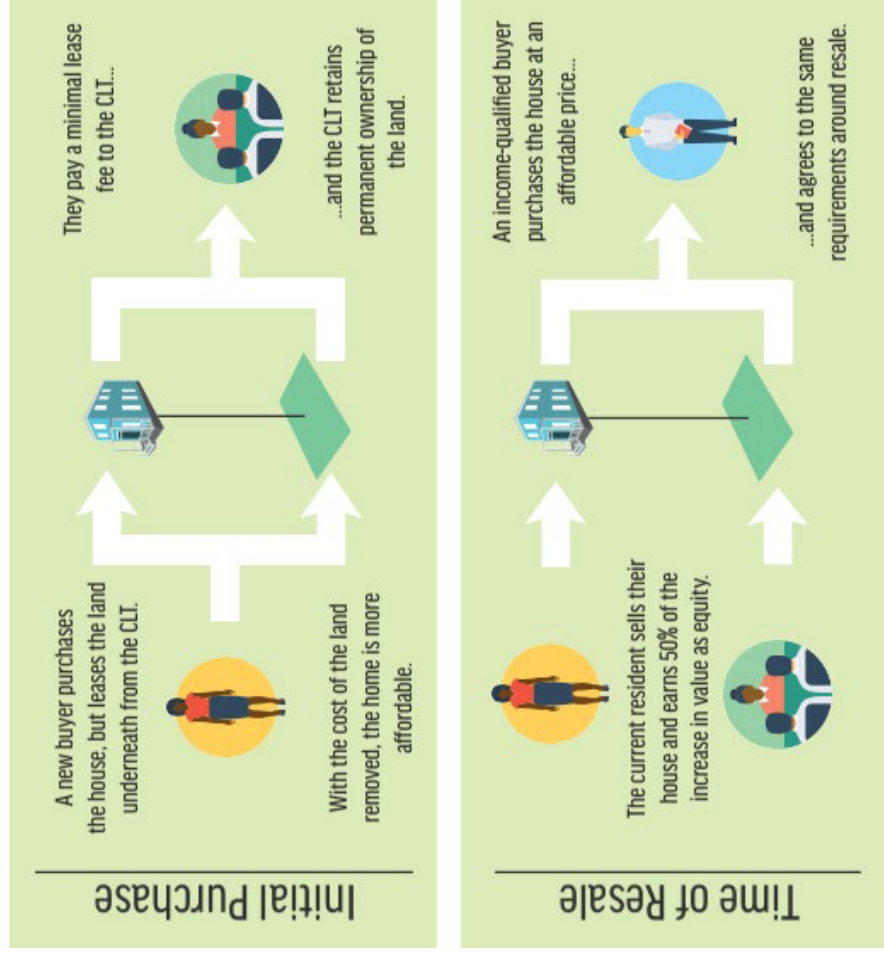 Initial Purchase
A new buyer purchases
the house, but leases the land
underneath from the CLT.
With the cost of the land
removed, the home is more
affordable.
They pay a minimal lease
fee to the CLT...
...and the CLT retains
permanent ownership of
the land.
Time of Resale
The current resident sells their
house and earns 50% of the
increase in value as equity.
An income-qualified buyer
purchases the house at an
affordable price...
...and agrees to the same
requirements around resale.